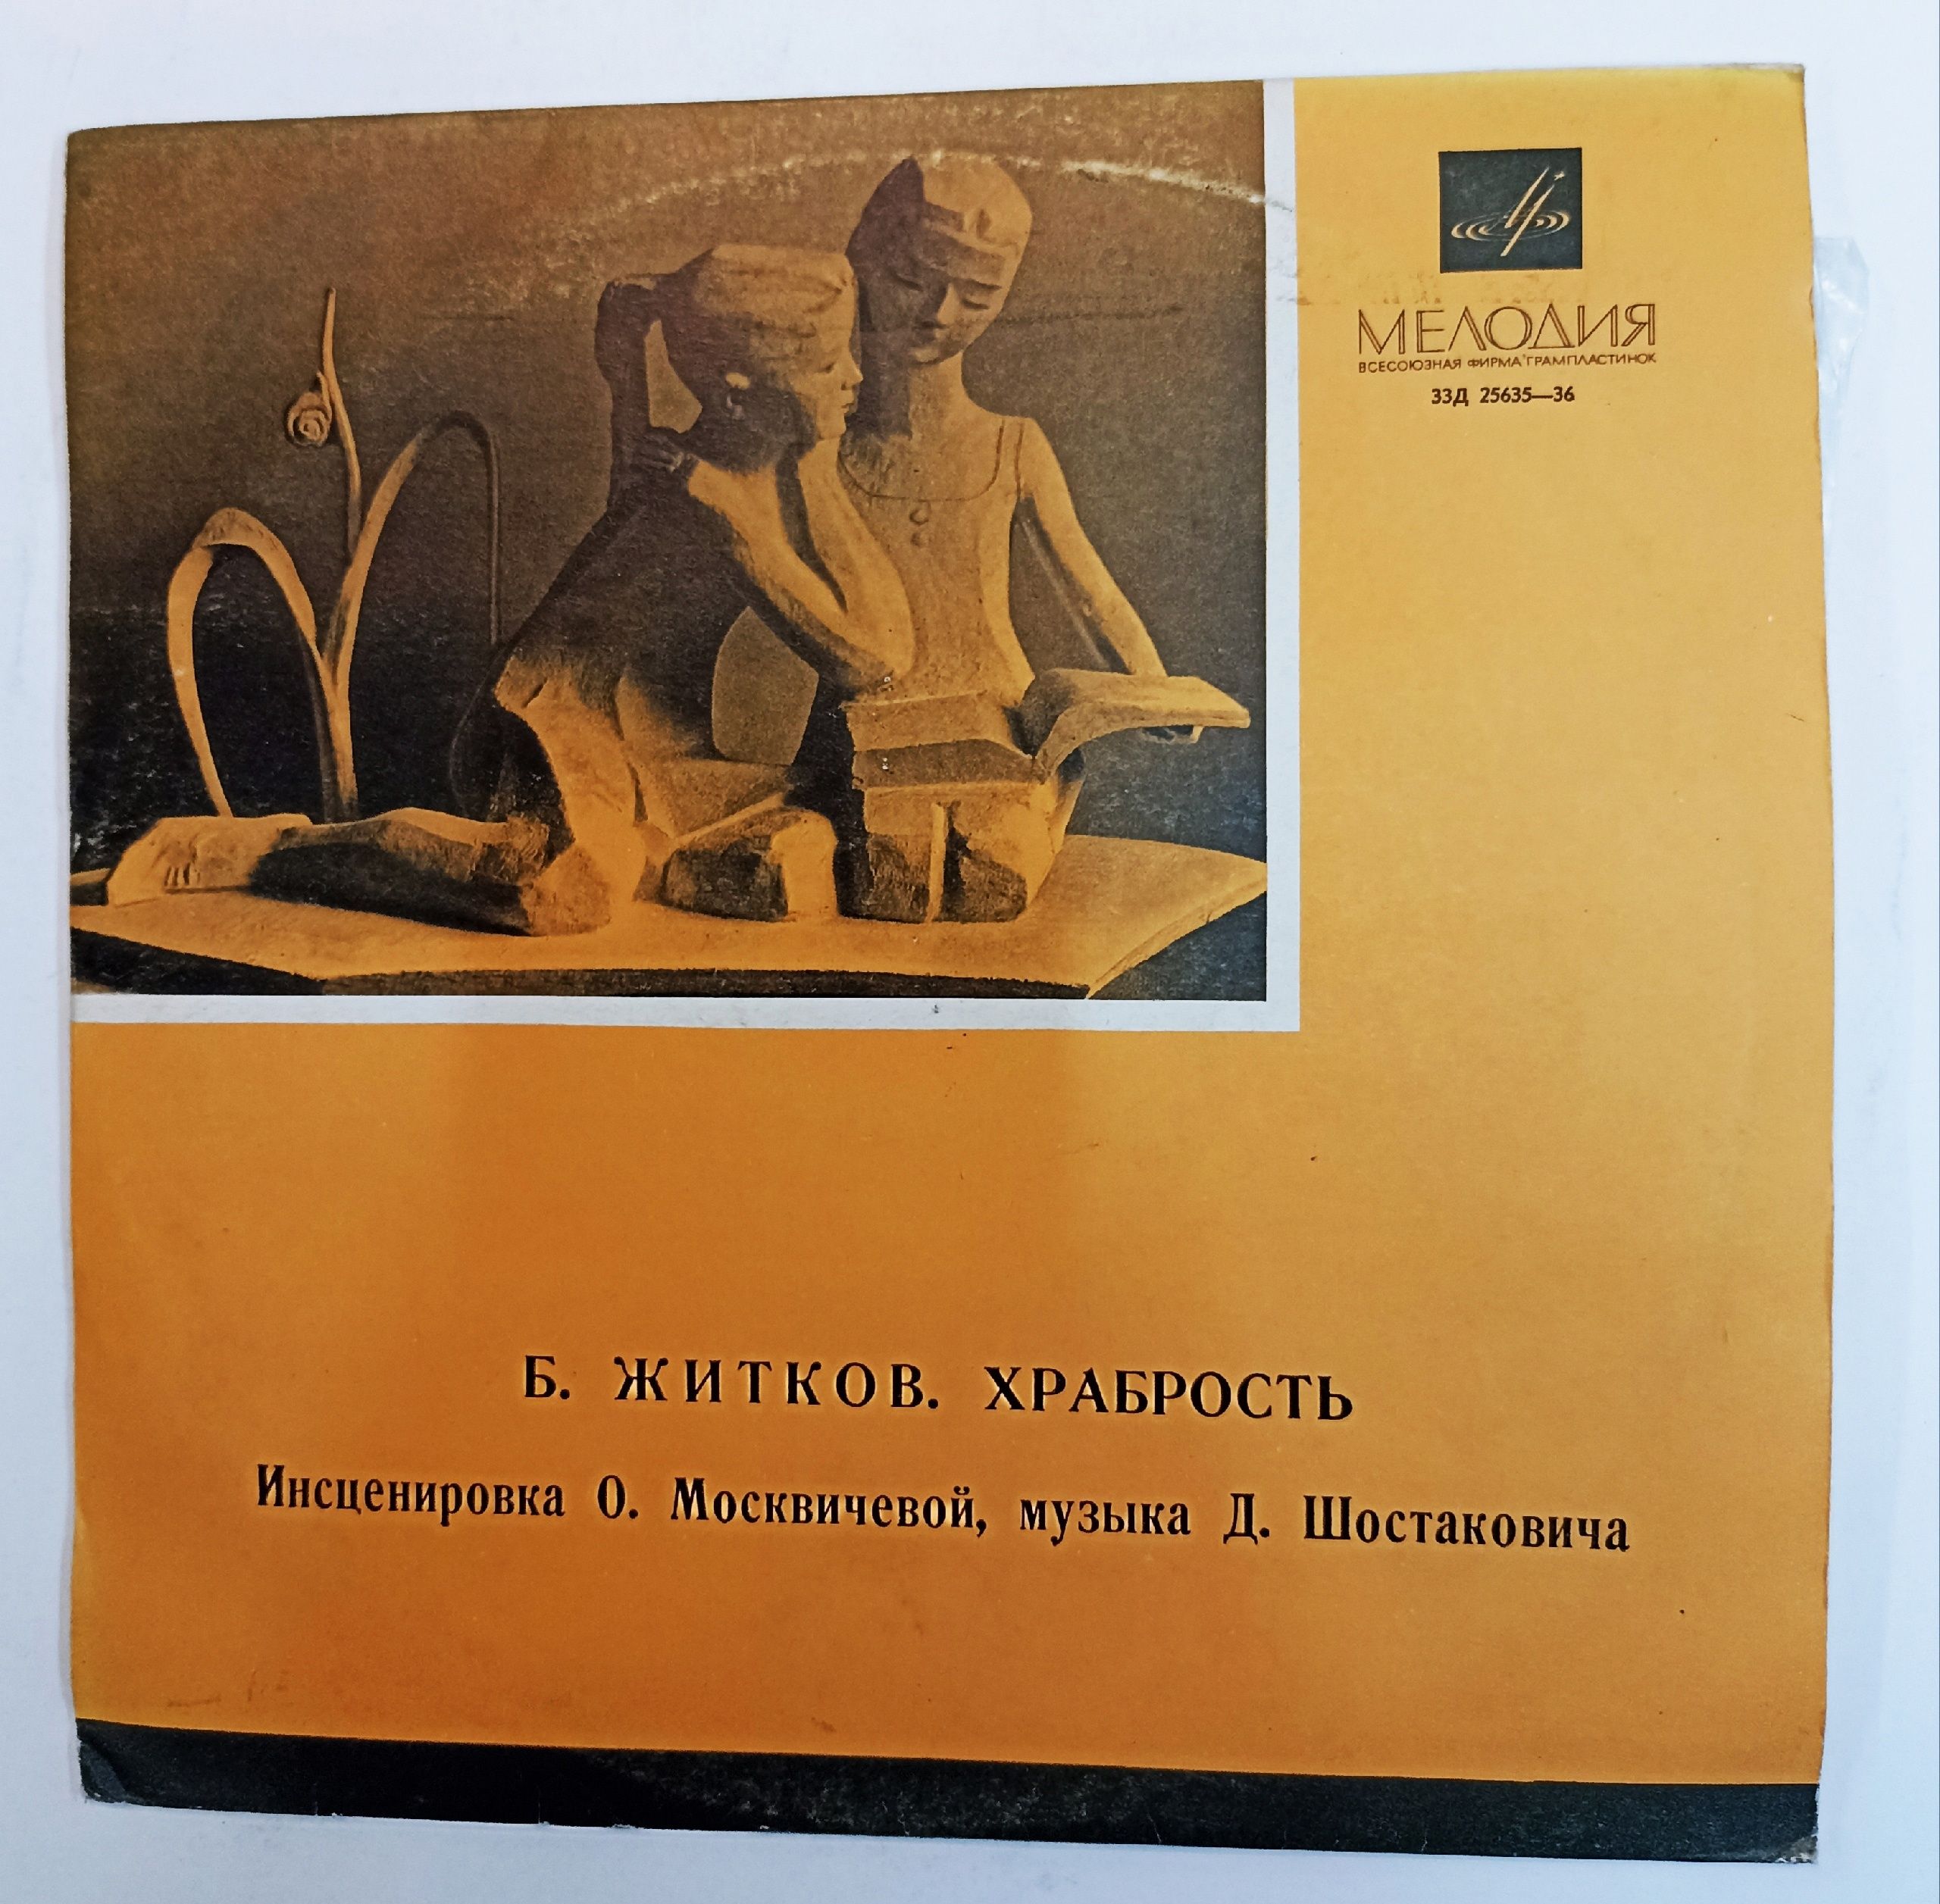 МЕЛОДИЯ
ВСЕСОЮЗНАЯ ФИРМА ГРАМПЛАСТИНОК
33Д 25635—36
Б. ЖИТКОВ. ХРАБРОСТЬ
Инсценировка О. Москвичевой, музыка Д. Шостаковича